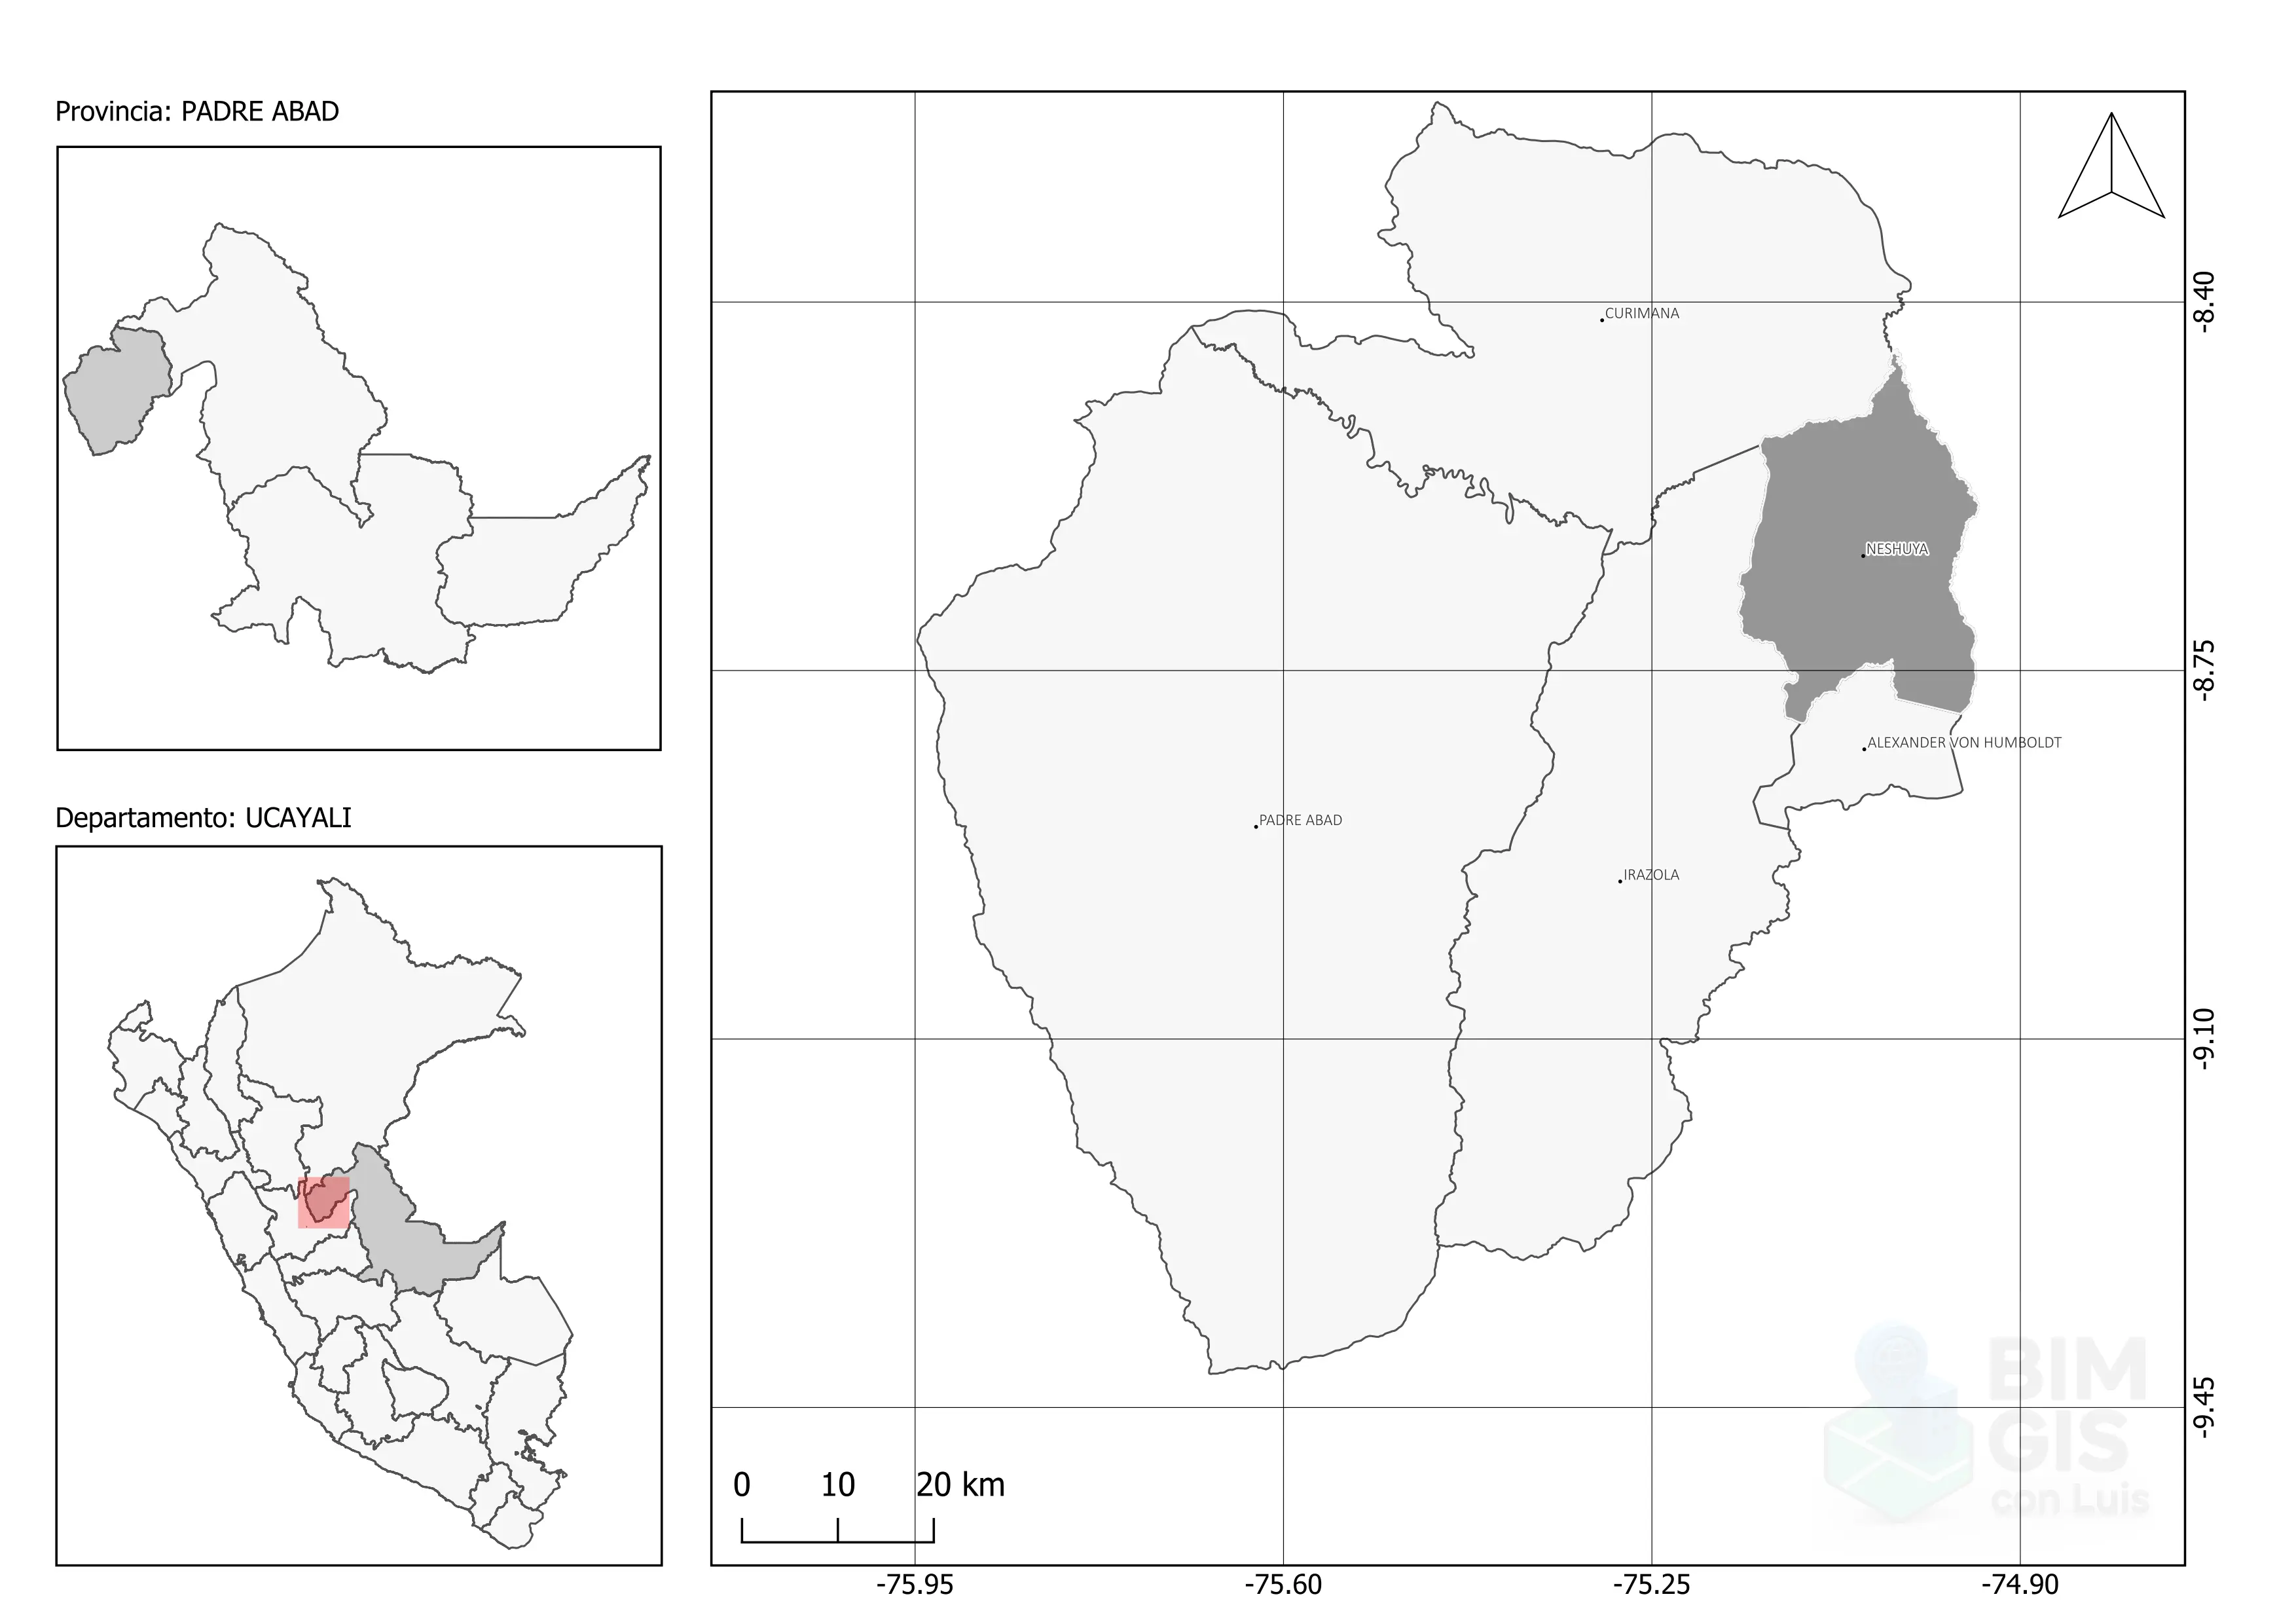 Provincia: PADRE ABAD
Departamento: UCAYALI
CURIMANA
NESHUYA
ALEXANDER VON HUMBOLDT
PADRE ABAD
IRAZOLA
-8.40
-8.75
-9.10
-9.45
0 10 20 km
-75.95 -75.60 -75.25 -74.90
BIM
GIS
con Luis